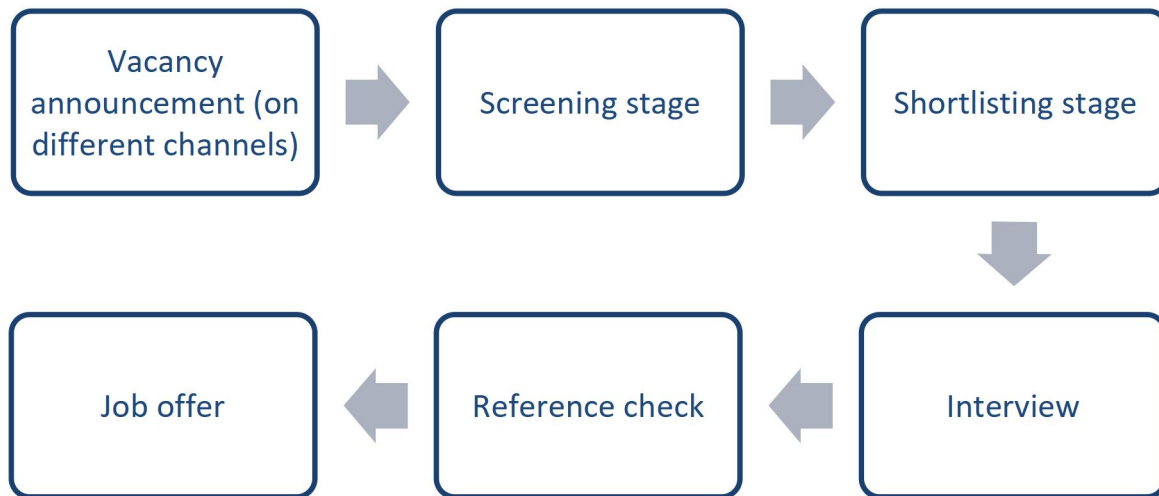 Vacancy
announcement (on
different channels)
Screening stage
Shortlisting stage
Interview
Reference check
Job offer